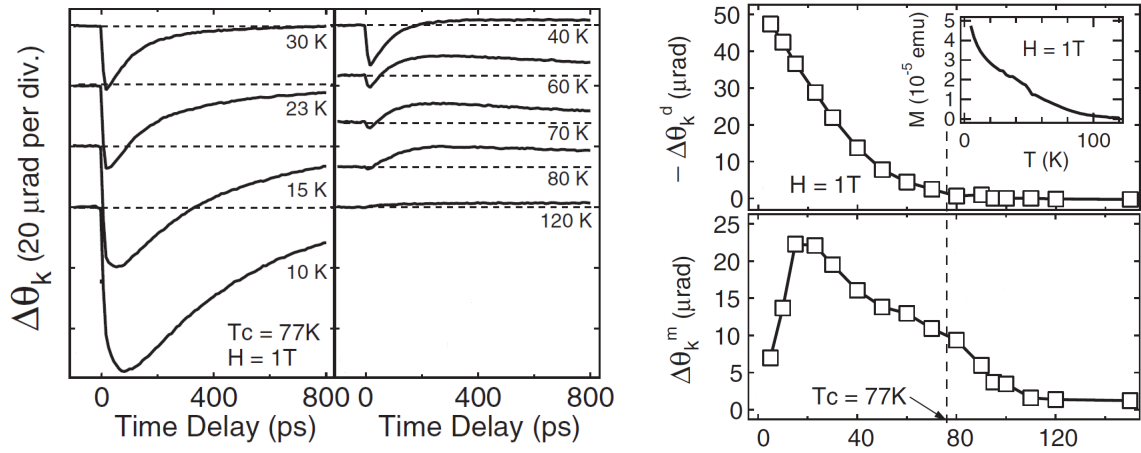 Δθk (20 μrad per div.)
30 K
23 K
15 K
10 K
Tc = 77K
H = 1T
40 K
60 K
70 K
80 K
120 K
0 400 800 0 400 800
Time Delay (ps) Time Delay (ps)
− Δθk^d (μrad)
50
40
30
20
10
0
H = 1T
M (10^-5 emu)
5
4
3
2
1
0
H = 1T
0 100
T (K)
Δθk^m (μrad)
25
20
15
10
5
0
Tc = 77K
0 40 80 120